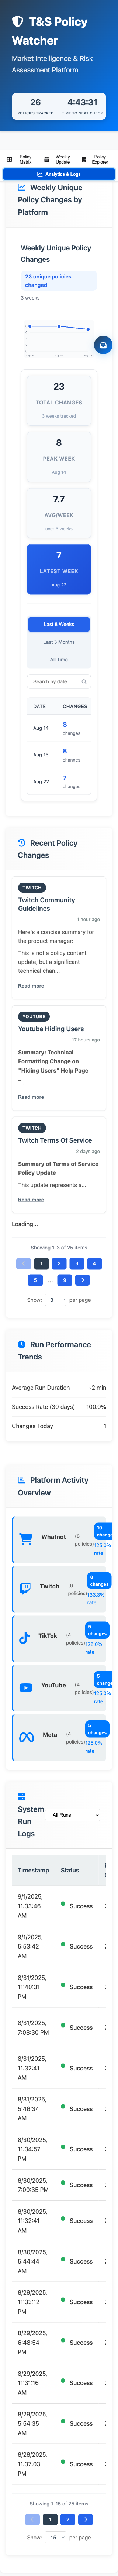 T&S Policy
Watcher
Market Intelligence & Risk
Assessment Platform
26
POLICIES TRACKED
4:43:31
TIME TO NEXT CHECK
Policy
Matrix
Weekly
Update
Policy
Explorer
Analytics & Logs
Weekly Unique
Policy Changes by
Platform
Weekly Unique Policy
Changes
23 unique policies
changed
3 weeks
23
TOTAL CHANGES
3 weeks tracked
8
PEAK WEEK
Aug 14
7.7
AVG/WEEK
over 3 weeks
7
LATEST WEEK
Aug 22
Last 8 Weeks
Last 3 Months
All Time
Search by date...
DATE CHANGES
Aug 14 8 changes
Aug 15 8 changes
Aug 22 7 changes
Recent Policy
Changes
TWITCH
Twitch Community
Guidelines
1 hour ago
Here's a concise summary for
the product manager:
This is not a policy content
update, but a significant
technical chan...
Read more
YOUTUBE
Youtube Hiding Users
17 hours ago
Summary: Technical
Formatting Change on
"Hiding Users" Help Page
T...
Read more
TWITCH
Twitch Terms Of Service
2 days ago
Summary of Terms of Service
Policy Update
This update represents a...
Read more
Loading...
Showing 1-3 of 25 items
1 2 3 4
5 ... 9
Show: 3 per page
Run Performance
Trends
Average Run Duration ~2 min
Success Rate (30 days) 100.0%
Changes Today 1
Platform Activity
Overview
Whatnot (8 policies) 10 change 125.0% rate
Twitch (6 policies) 8 changes 133.3% rate
TikTok (4 policies) 5 changes 125.0% rate
YouTube (4 policies) 5 change 125.0% rate
Meta (4 policies) 5 changes 125.0% rate
System
Run
Logs
All Runs
Timestamp Status
9/1/2025, 11:33:46 AM Success
9/1/2025, 5:53:42 AM Success
8/31/2025, 11:40:31 PM Success
8/31/2025, 7:08:30 PM Success
8/31/2025, 11:32:41 AM Success
8/31/2025, 5:46:34 AM Success
8/30/2025, 11:34:57 PM Success
8/30/2025, 7:00:35 PM Success
8/30/2025, 11:32:41 AM Success
8/30/2025, 5:44:44 AM Success
8/29/2025, 11:33:12 PM Success
8/29/2025, 6:48:54 PM Success
8/29/2025, 11:31:16 AM Success
8/29/2025, 5:54:35 AM Success
8/28/2025, 11:37:03 PM Success
Showing 1-15 of 25 items
1 2
Show: 15 per page